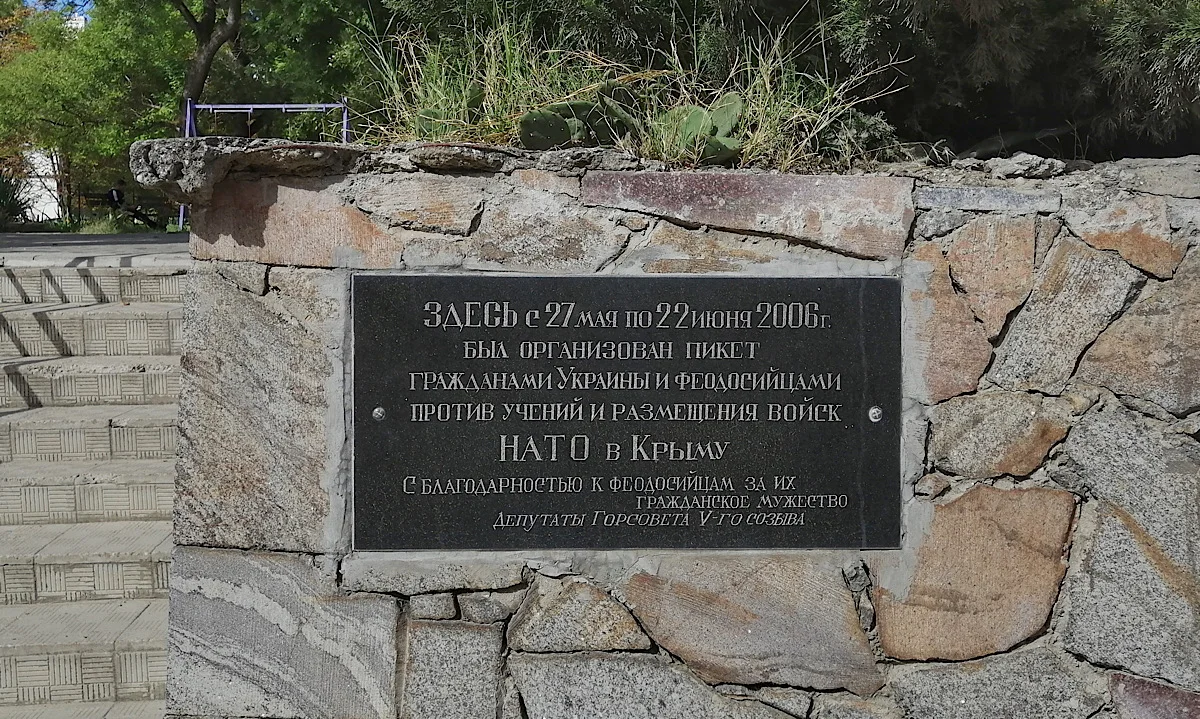 ЗДЕСЬ с 27 мая по 22 июня 2006г.
был организован пикет
гражданами Украины и феодосийцами
против учений и размещения войск
НАТО в Крыму
С благодарностью к феодосийцам за их
гражданское мужество
Депутаты Горсовета V-го созыва